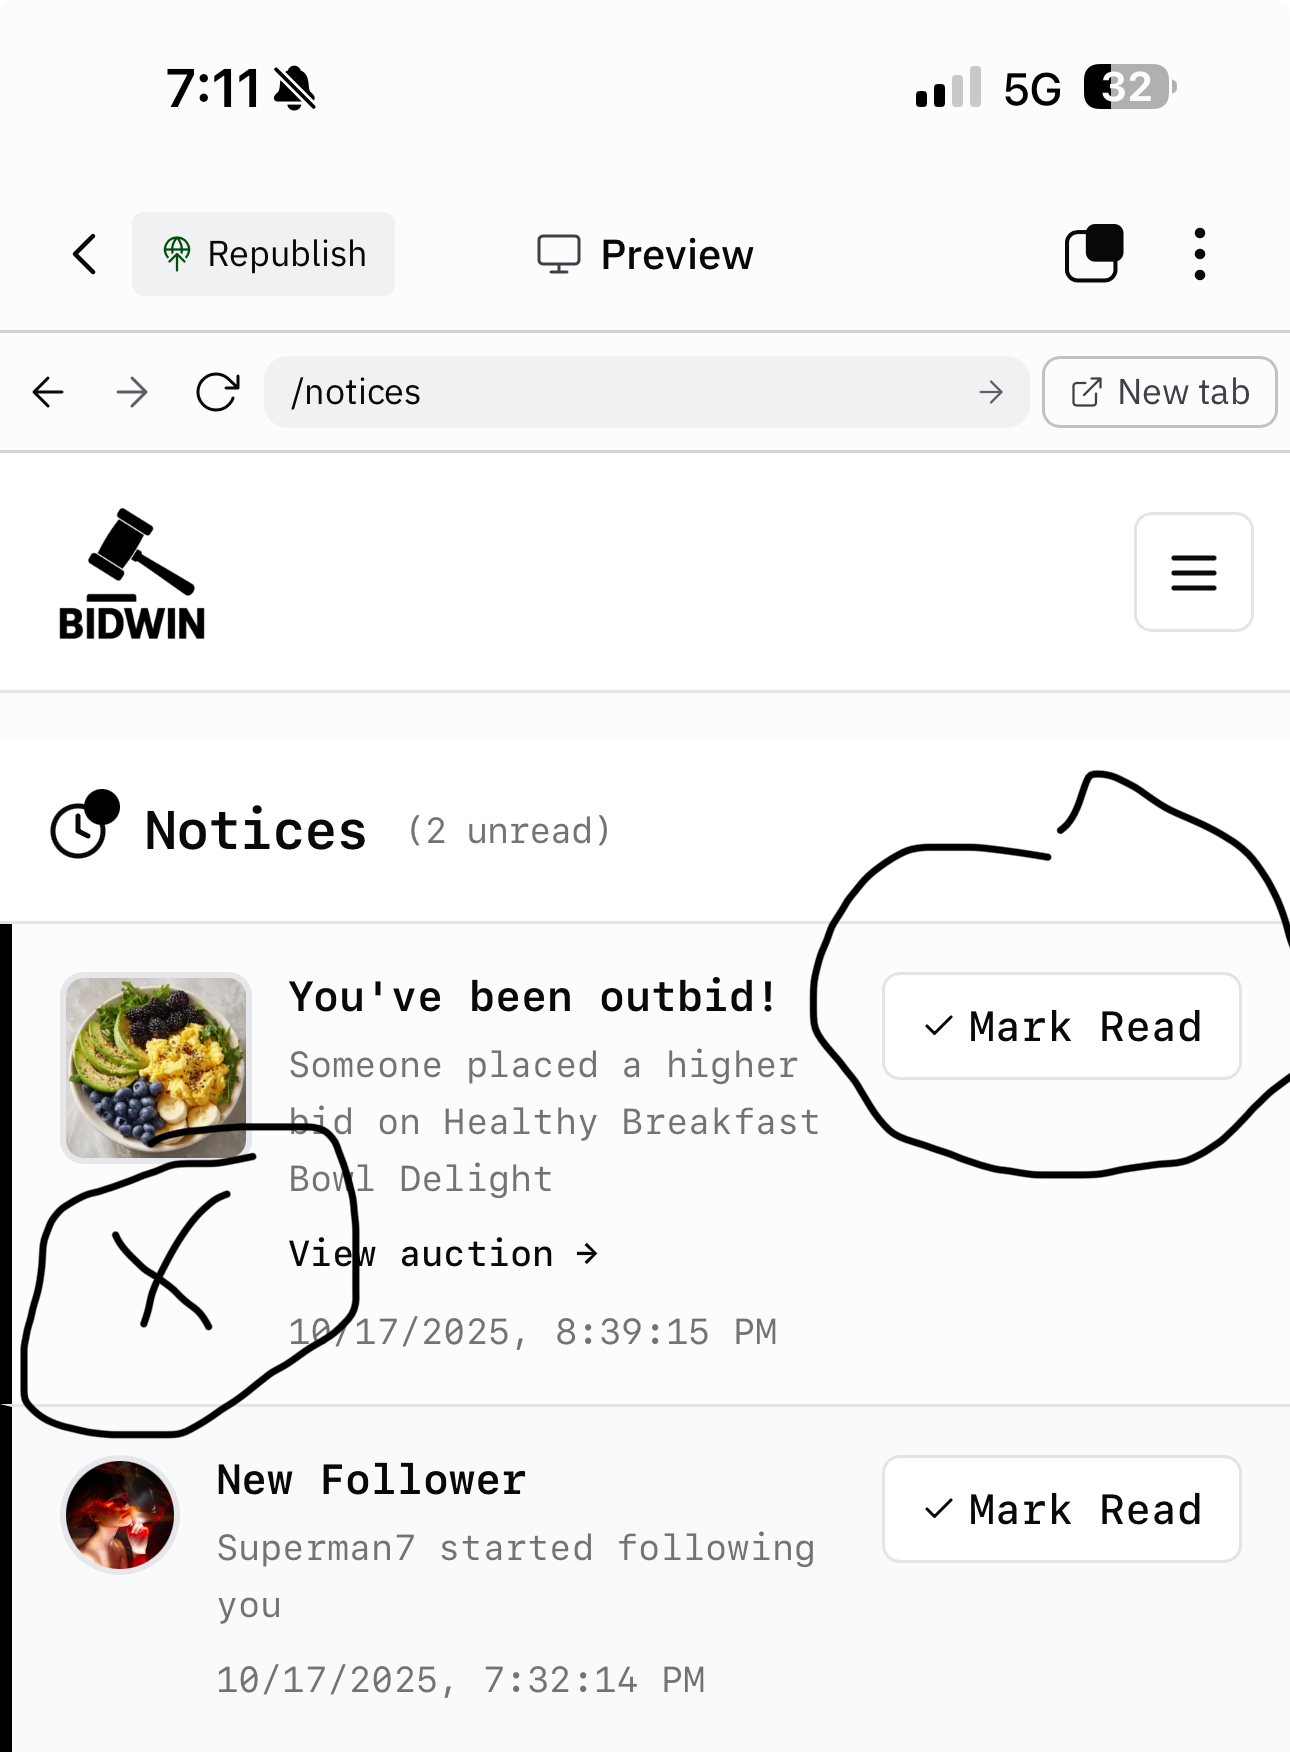 7:11 5G 32
Republish Preview
/notices New tab
BIDWIN
Notices (2 unread)
You've been outbid!
Mark Read
Someone placed a higher
bid on Healthy Breakfast
Bowl Delight
X
View auction →
10/17/2025, 8:39:15 PM
New Follower
Mark Read
Superman7 started following
you
10/17/2025, 7:32:14 PM